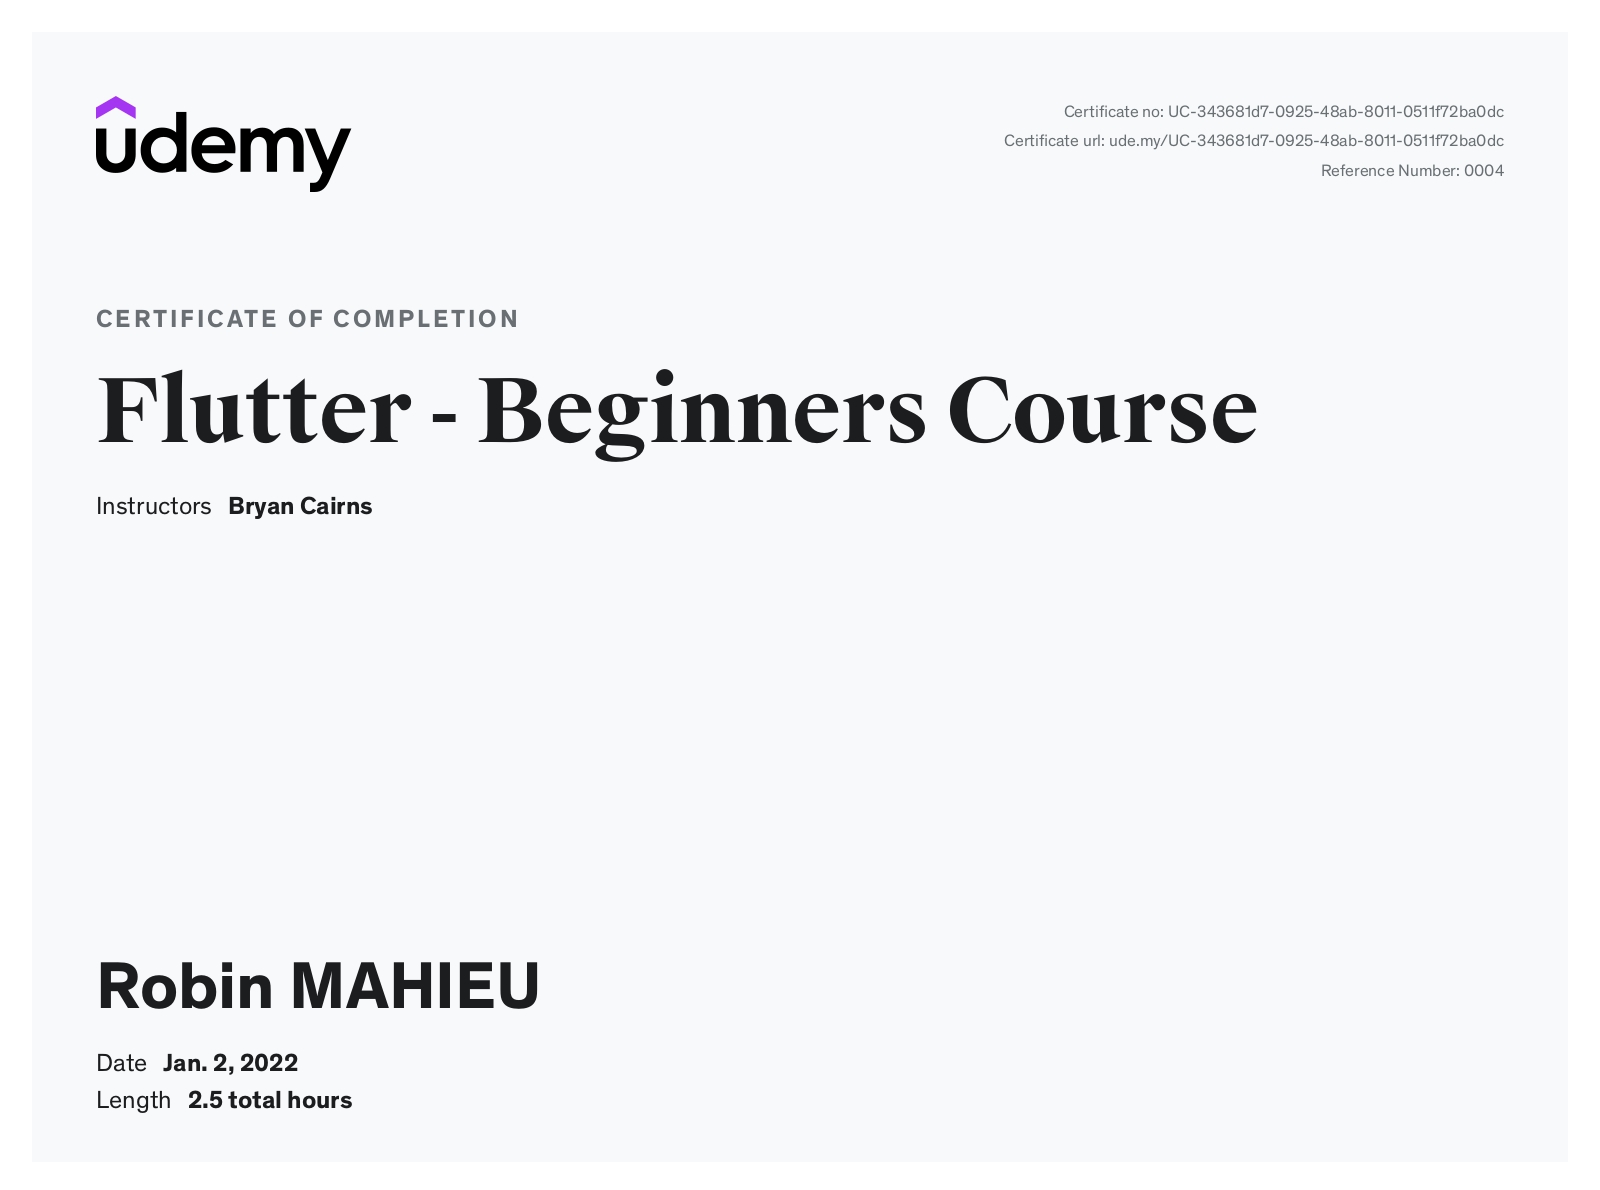 udemy
Certificate no: UC-343681d7-0925-48ab-8011-0511f72ba0dc
Certificate url: ude.my/UC-343681d7-0925-48ab-8011-0511f72ba0dc
Reference Number: 0004
CERTIFICATE OF COMPLETION
Flutter - Beginners Course
Instructors Bryan Cairns
Robin MAHIEU
Date Jan. 2, 2022
Length 2.5 total hours